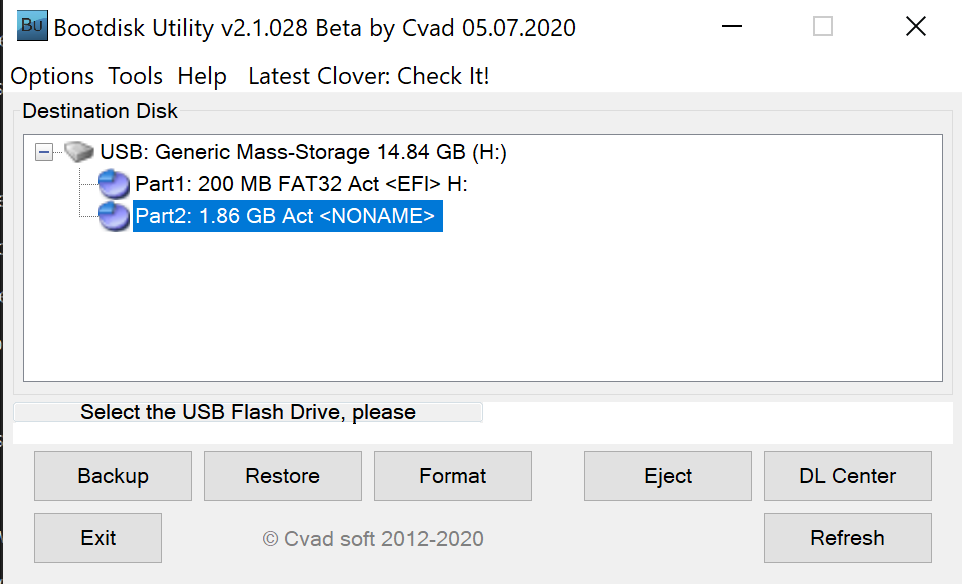 Bu Bootdisk Utility v2.1.028 Beta by Cvad 05.07.2020
Options Tools Help Latest Clover: Check It!
Destination Disk
USB: Generic Mass-Storage 14.84 GB (H:)
Part1: 200 MB FAT32 Act <EFI> H:
Part2: 1.86 GB Act <NONAME>
Select the USB Flash Drive, please
Backup Restore Format Eject DL Center
Exit © Cvad soft 2012-2020 Refresh